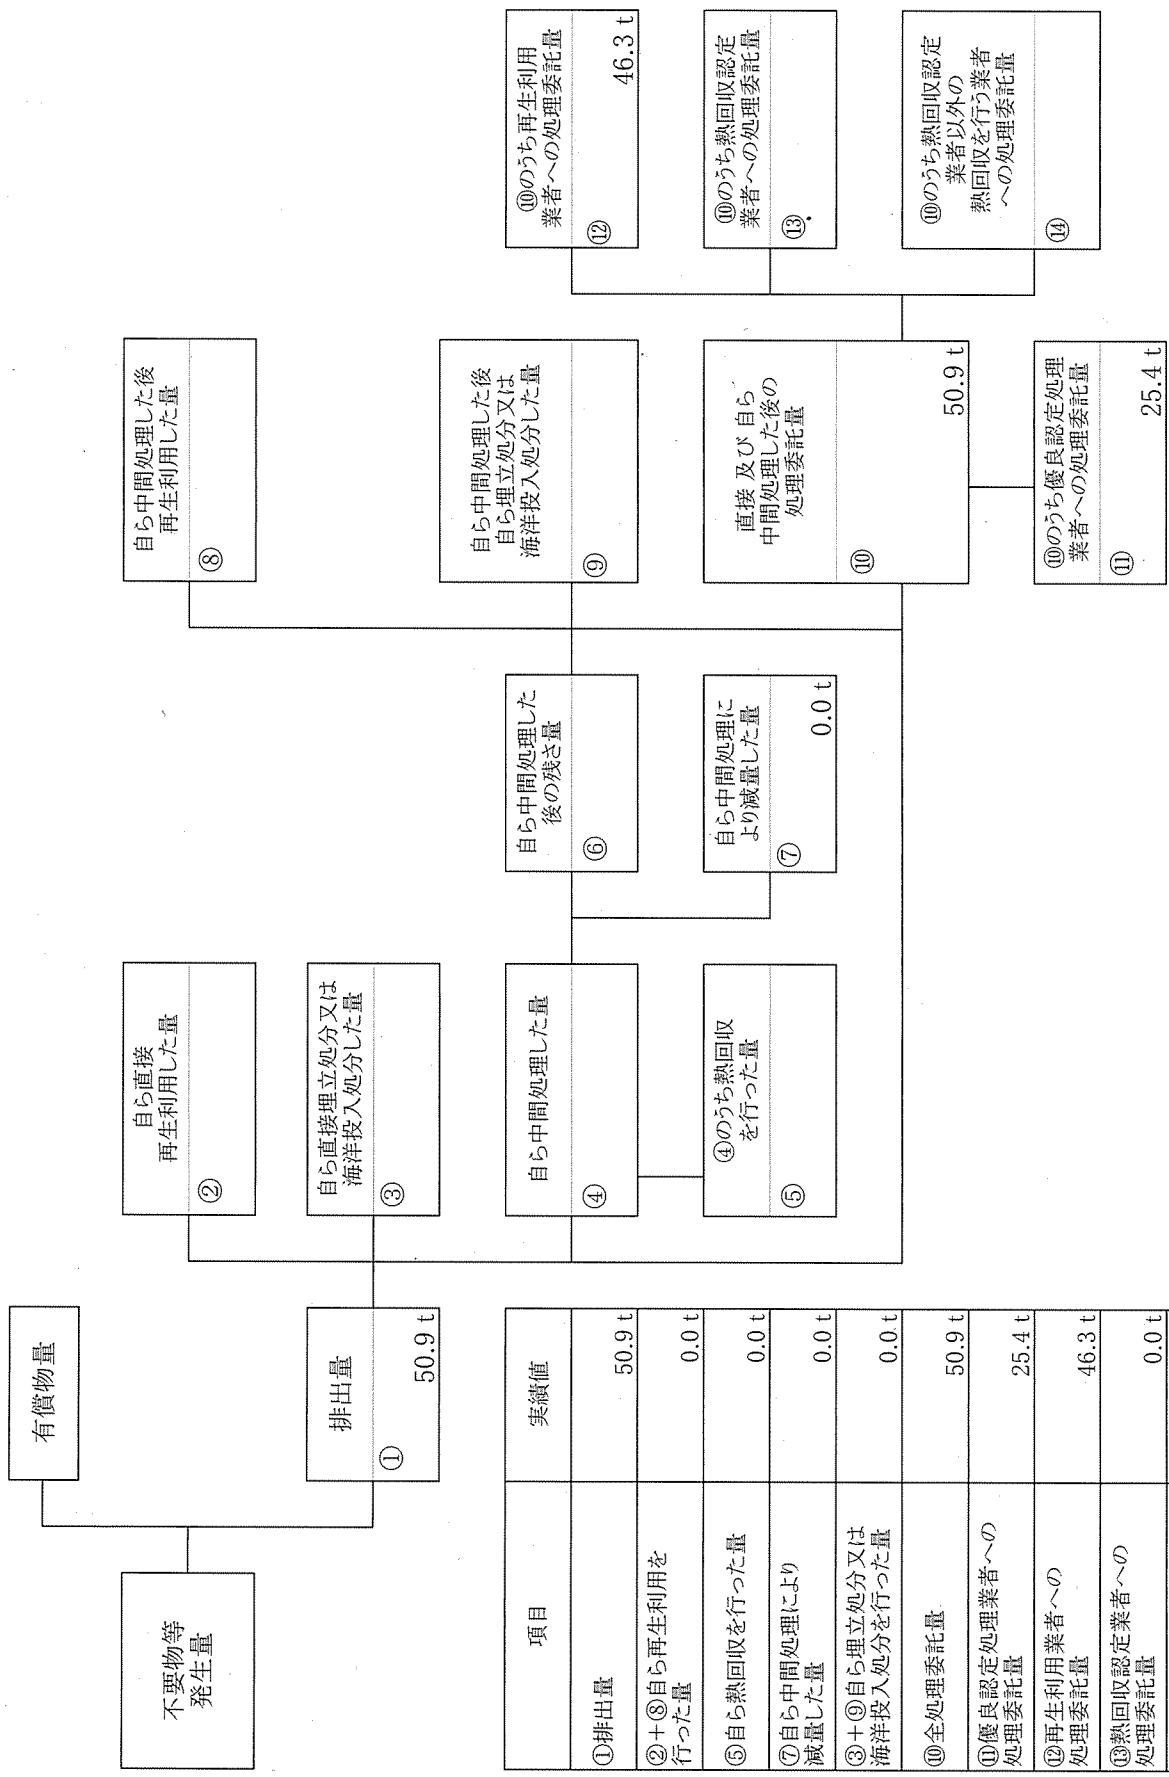 不要物等
発生量
有償物量
排出量
①
50.9 t
自ら直接
再生利用した量
②
自ら直接埋立処分又は
海洋投入処分した量
③
自ら中間処理した量
④
④のうち熱回収
を行った量
⑤
自ら中間処理した
後の残さ量
⑥
自ら中間処理に
より減量した量
⑦
0.0 t
自ら中間処理した後
再生利用した量
⑧
自ら中間処理した後
自ら埋立処分又は
海洋投入処分した量
⑨
直接 及び 自ら
中間処理した後の
処理委託量
⑩
50.9 t
⑩のうち優良認定処理
業者への処理委託量
⑪
25.4 t
⑩のうち再生利用
業者への処理委託量
⑫
46.3 t
⑩のうち熱回収認定
業者への処理委託量
⑬
⑩のうち熱回収認定
業者以外の
熱回収を行う業者
への処理委託量
⑭
項目 実績値
①排出量 50.9 t
②+⑧自ら再生利用を
行った量 0.0 t
⑤自ら熱回収を行った量 0.0 t
⑦自ら中間処理により
減量した量 0.0 t
③+⑨自ら埋立処分又は
海洋投入処分を行った量 0.0 t
⑩全処理委託量 50.9 t
⑪優良認定処理業者への
処理委託量 25.4 t
⑫再生利用業者への
処理委託量 46.3 t
⑬熱回収認定業者への
処理委託量 0.0 t